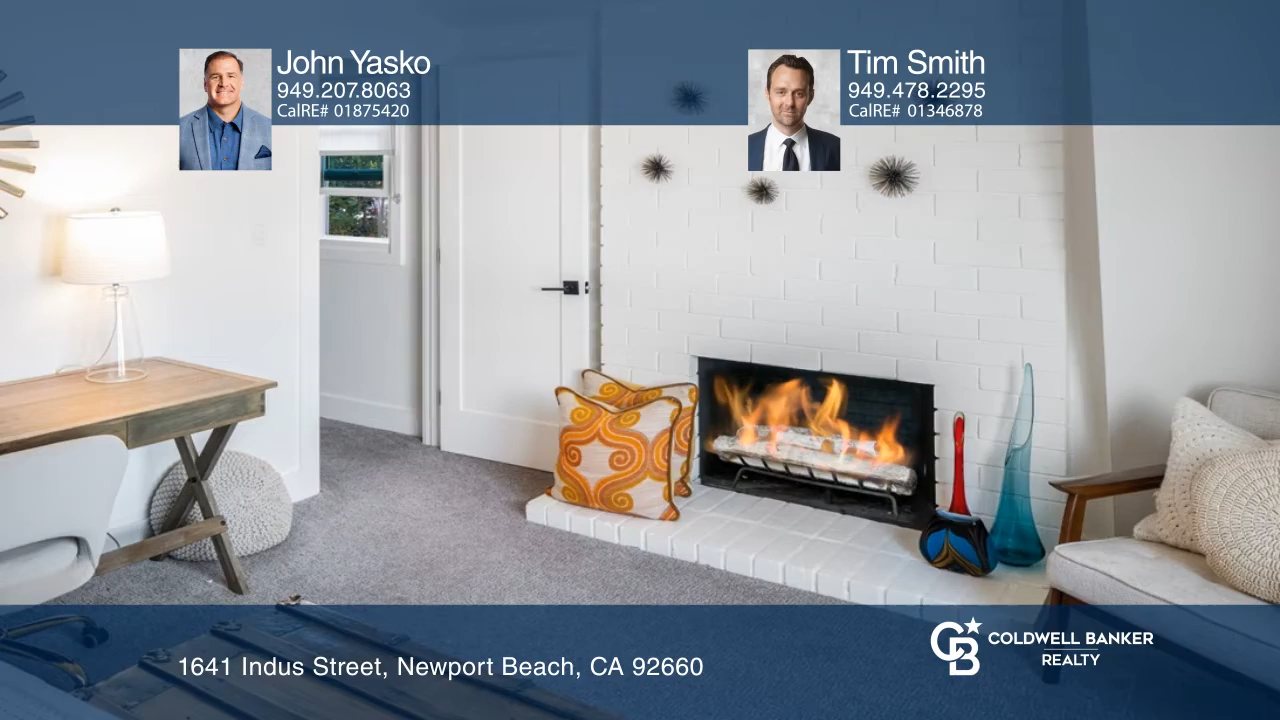 John Yasko
949.207.8063
CalRE# 01875420
Tim Smith
949.478.2295
CalRE# 01346878
1641 Indus Street, Newport Beach, CA 92660
CB
COLDWELL BANKER
REALTY